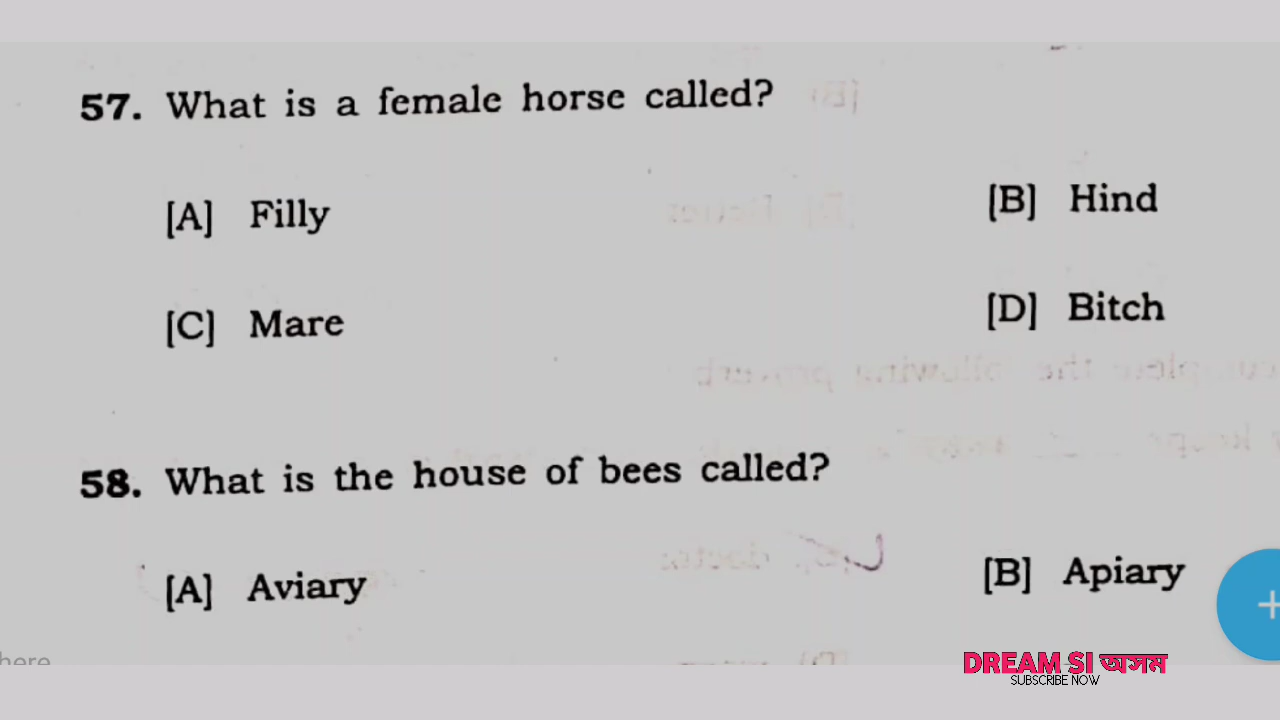 57. What is a female horse called?
[A] Filly
[B] Hind
[C] Mare
[D] Bitch
58. What is the house of bees called?
[A] Aviary
[B] Apiary
here
DREAM SI অসম
SUBSCRIBE NOW